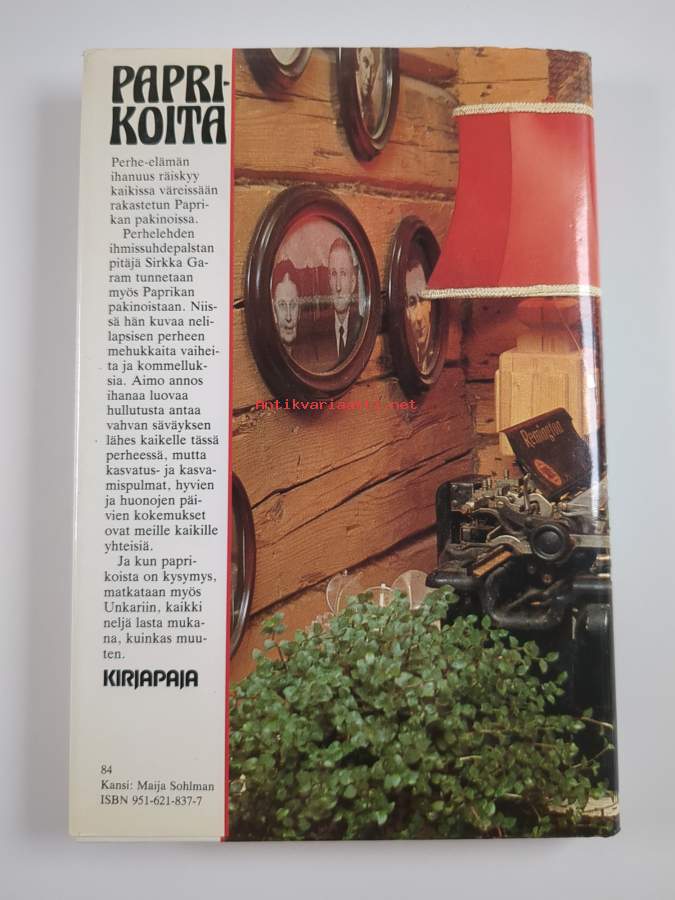 PAPRI-
KOITA
Perhe-elämän
ihanuus räiskyy
kaikissa väreissään
rakastetun Papri-
kan pakinoissa.
Perhelehden
ihmissuhdepalstan
pitäjä Sirkka Ga-
ram tunnetaan
myös Paprikan
pakinoistaan. Niis-
sä hän kuvaa neli-
lapsisen perheen
mehukkaita vaihei-
ta ja kommelluk-
sia. Aimo annos
ihanaa luovaa
hullutusta antaa
vahvan säväyksen
lähes kaikelle tässä
perheessä, mutta
kasvatus- ja kasva-
mispulmat, hyvien
ja huonojen päi-
vien kokemukset
ovat meille kaikille
yhteisiä.
Ja kun papri-
koista on kysymys,
matkataan myös
Unkariin, kaikki
neljä lasta muka-
na, kuinkas muu-
ten.
KIRJAPAJA
84
Kansi: Maija Sohlman
ISBN 951-621-837-7
Antikvariaatti.net
Remington